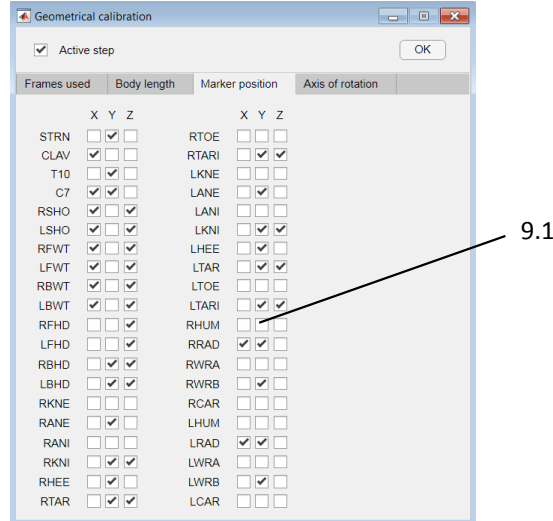 Geometrical calibration
Active step
OK
Frames used Body length Marker position Axis of rotation
X Y Z X Y Z
STRN RTOE
CLAV RTARI
T10 LKNE
C7 LANE
RSHO LANI
LSHO LKNI
RFWT LHEE
LFWT LTAR
RBWT LTOE
LBWT LTARI
RFHD RHUM
LFHD RRAD
RBHD RWRA
LBHD RWRB
RKNE RCAR
RANE LHUM
RANI LRAD
RKNI LWRA
RHEE LWRB
RTAR LCAR
9.1